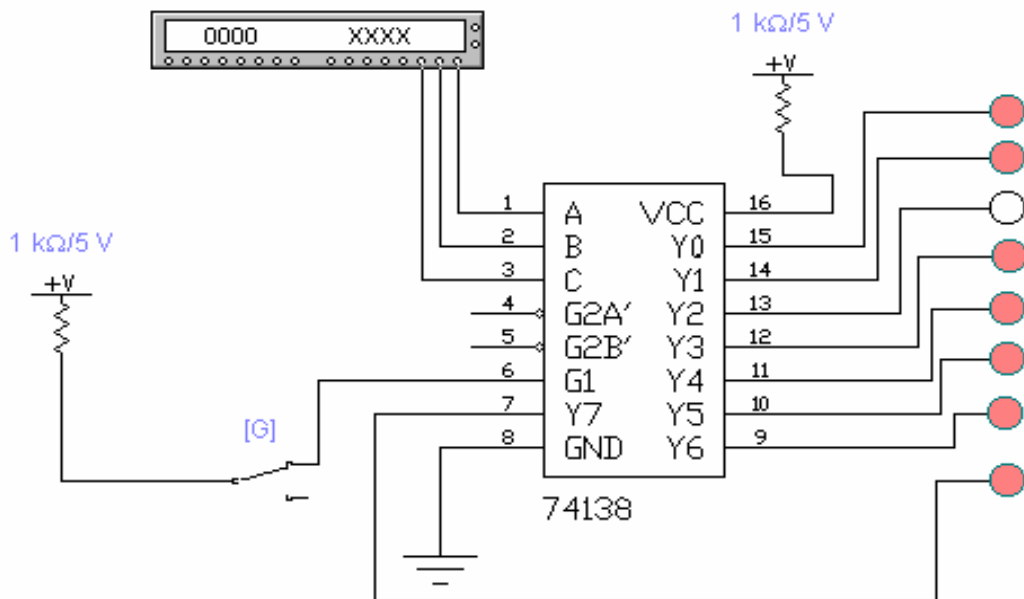 0000 XXXX
1 kΩ/5 V
+V
1 kΩ/5 V
+V
[G]
1 A VCC 16
2 B Y0 15
3 C Y1 14
4 G2A' Y2 13
5 G2B' Y3 12
6 G1 Y4 11
7 Y7 Y5 10
8 GND Y6 9
74138